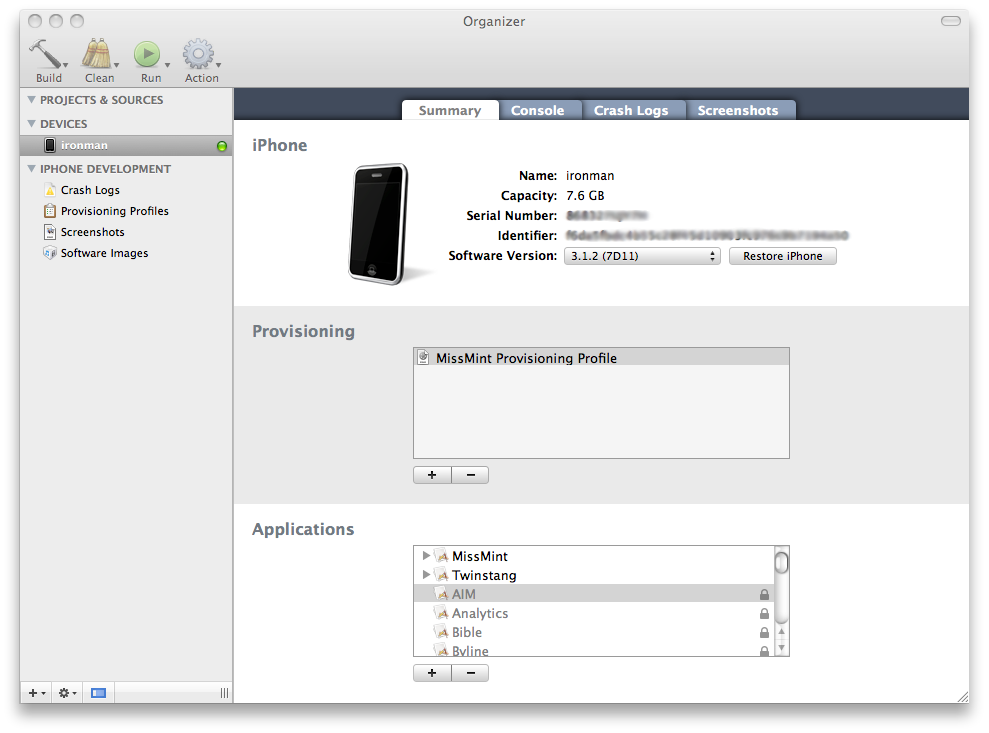 Organizer
Build Clean Run Action
PROJECTS & SOURCES
DEVICES
ironman
IPHONE DEVELOPMENT
Crash Logs
Provisioning Profiles
Screenshots
Software Images
Summary Console Crash Logs Screenshots
iPhone
Name: ironman
Capacity: 7.6 GB
Serial Number:
Identifier:
Software Version: 3.1.2 (7D11) Restore iPhone
Provisioning
MissMint Provisioning Profile
+ −
Applications
MissMint
Twinstang
AIM
Analytics
Bible
Byline
+ −